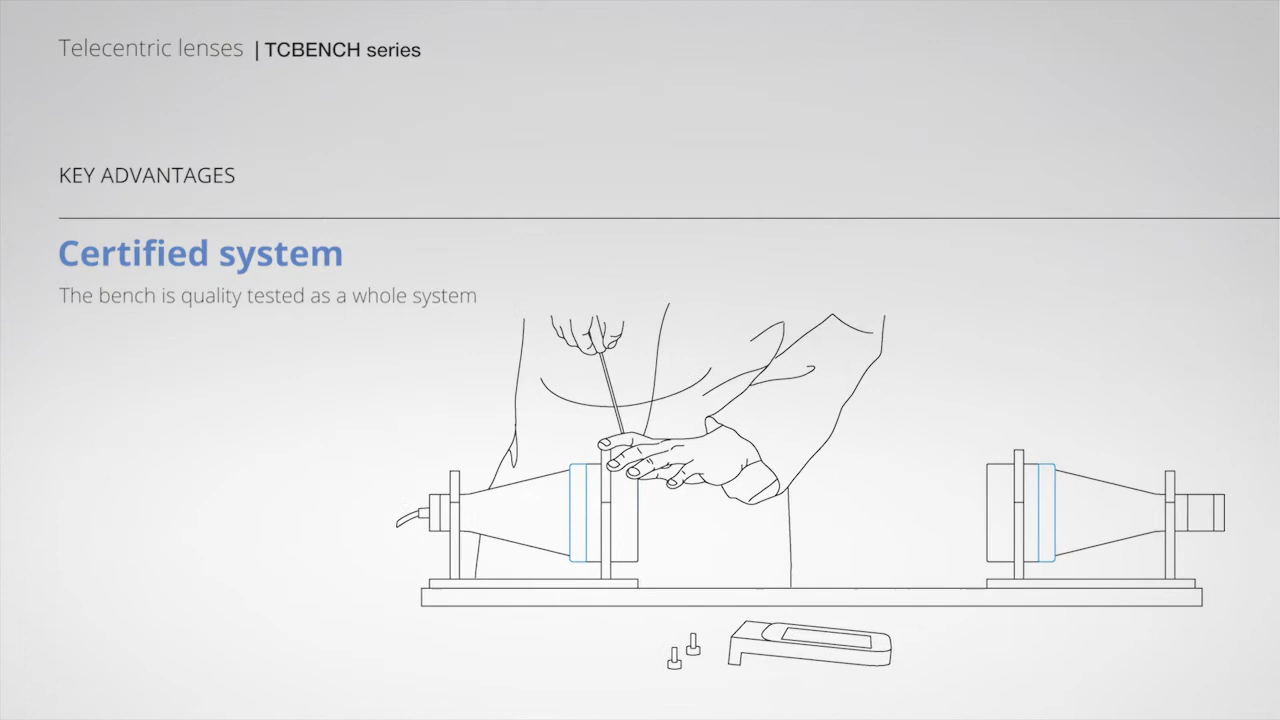 Telecentric lenses | TCBENCH series
KEY ADVANTAGES
Certified system
The bench is quality tested as a whole system